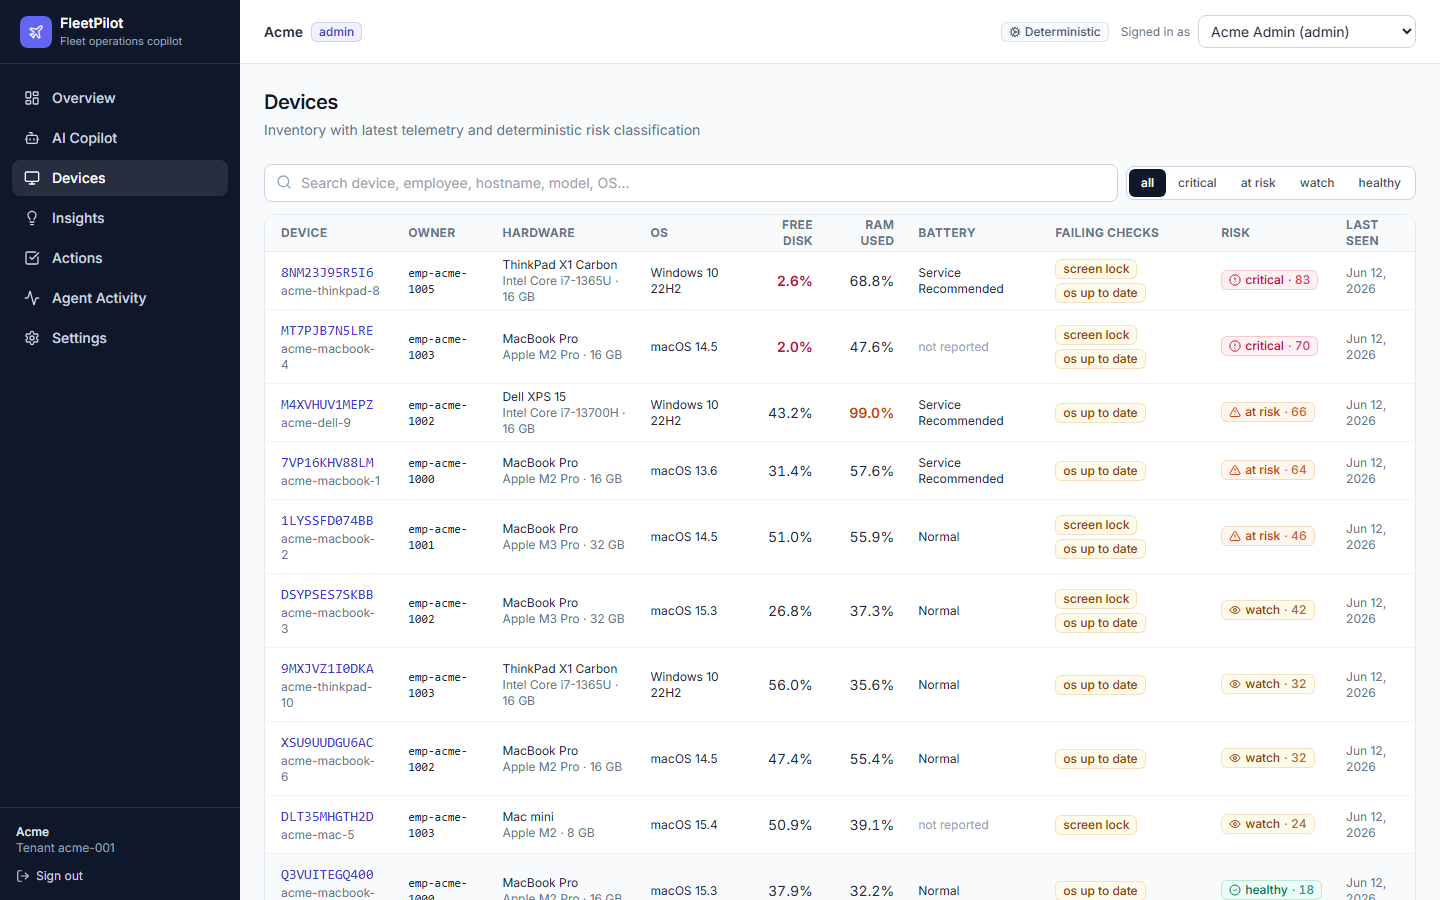 FleetPilot
Fleet operations copilot
Overview
AI Copilot
Devices
Insights
Actions
Agent Activity
Settings
Acme
Tenant acme-001
Sign out
Acme admin
Deterministic Signed in as Acme Admin (admin)
Devices
Inventory with latest telemetry and deterministic risk classification
Search device, employee, hostname, model, OS...
all critical at risk watch healthy
DEVICE OWNER HARDWARE OS FREE DISK RAM USED BATTERY FAILING CHECKS RISK LAST SEEN
8NM23J95R5I6
acme-thinkpad-8
emp-acme-
1005
ThinkPad X1 Carbon
Intel Core i7-1365U ·
16 GB
Windows 10
22H2
2.6%
68.8%
Service
Recommended
screen lock
os up to date
critical · 83
Jun 12,
2026
MT7PJB7N5LRE
acme-macbook-
4
emp-acme-
1003
MacBook Pro
Apple M2 Pro · 16 GB
macOS 14.5
2.0%
47.6%
not reported
screen lock
os up to date
critical · 70
Jun 12,
2026
M4XVHUV1MEPZ
acme-dell-9
emp-acme-
1002
Dell XPS 15
Intel Core i7-13700H ·
16 GB
Windows 10
22H2
43.2%
99.0%
Service
Recommended
os up to date
at risk · 66
Jun 12,
2026
7VP16KHV88LM
acme-macbook-1
emp-acme-
1000
MacBook Pro
Apple M2 Pro · 16 GB
macOS 13.6
31.4%
57.6%
Service
Recommended
os up to date
at risk · 64
Jun 12,
2026
1LYSSFD074BB
acme-macbook-
2
emp-acme-
1001
MacBook Pro
Apple M3 Pro · 32 GB
macOS 14.5
51.0%
55.9%
Normal
screen lock
os up to date
at risk · 46
Jun 12,
2026
DSYPSES7SKBB
acme-macbook-
3
emp-acme-
1002
MacBook Pro
Apple M3 Pro · 32 GB
macOS 15.3
26.8%
37.3%
Normal
screen lock
os up to date
watch · 42
Jun 12,
2026
9MXJVZ1I0DKA
acme-thinkpad-
10
emp-acme-
1003
ThinkPad X1 Carbon
Intel Core i7-1365U ·
16 GB
Windows 10
22H2
56.0%
35.6%
Normal
os up to date
watch · 32
Jun 12,
2026
XSU9UUDGU6AC
acme-macbook-
6
emp-acme-
1002
MacBook Pro
Apple M2 Pro · 16 GB
macOS 14.5
47.4%
55.4%
Normal
os up to date
watch · 32
Jun 12,
2026
DLT35MHGTH2D
acme-mac-5
emp-acme-
1003
Mac mini
Apple M2 · 8 GB
macOS 15.4
50.9%
39.1%
not reported
screen lock
watch · 24
Jun 12,
2026
Q3VUITEGQ400
acme-macbook-
emp-acme-
1000
MacBook Pro
Apple M2 Pro · 16 GB
macOS 15.3
37.9%
32.2%
Normal
os up to date
healthy · 18
Jun 12,
2026